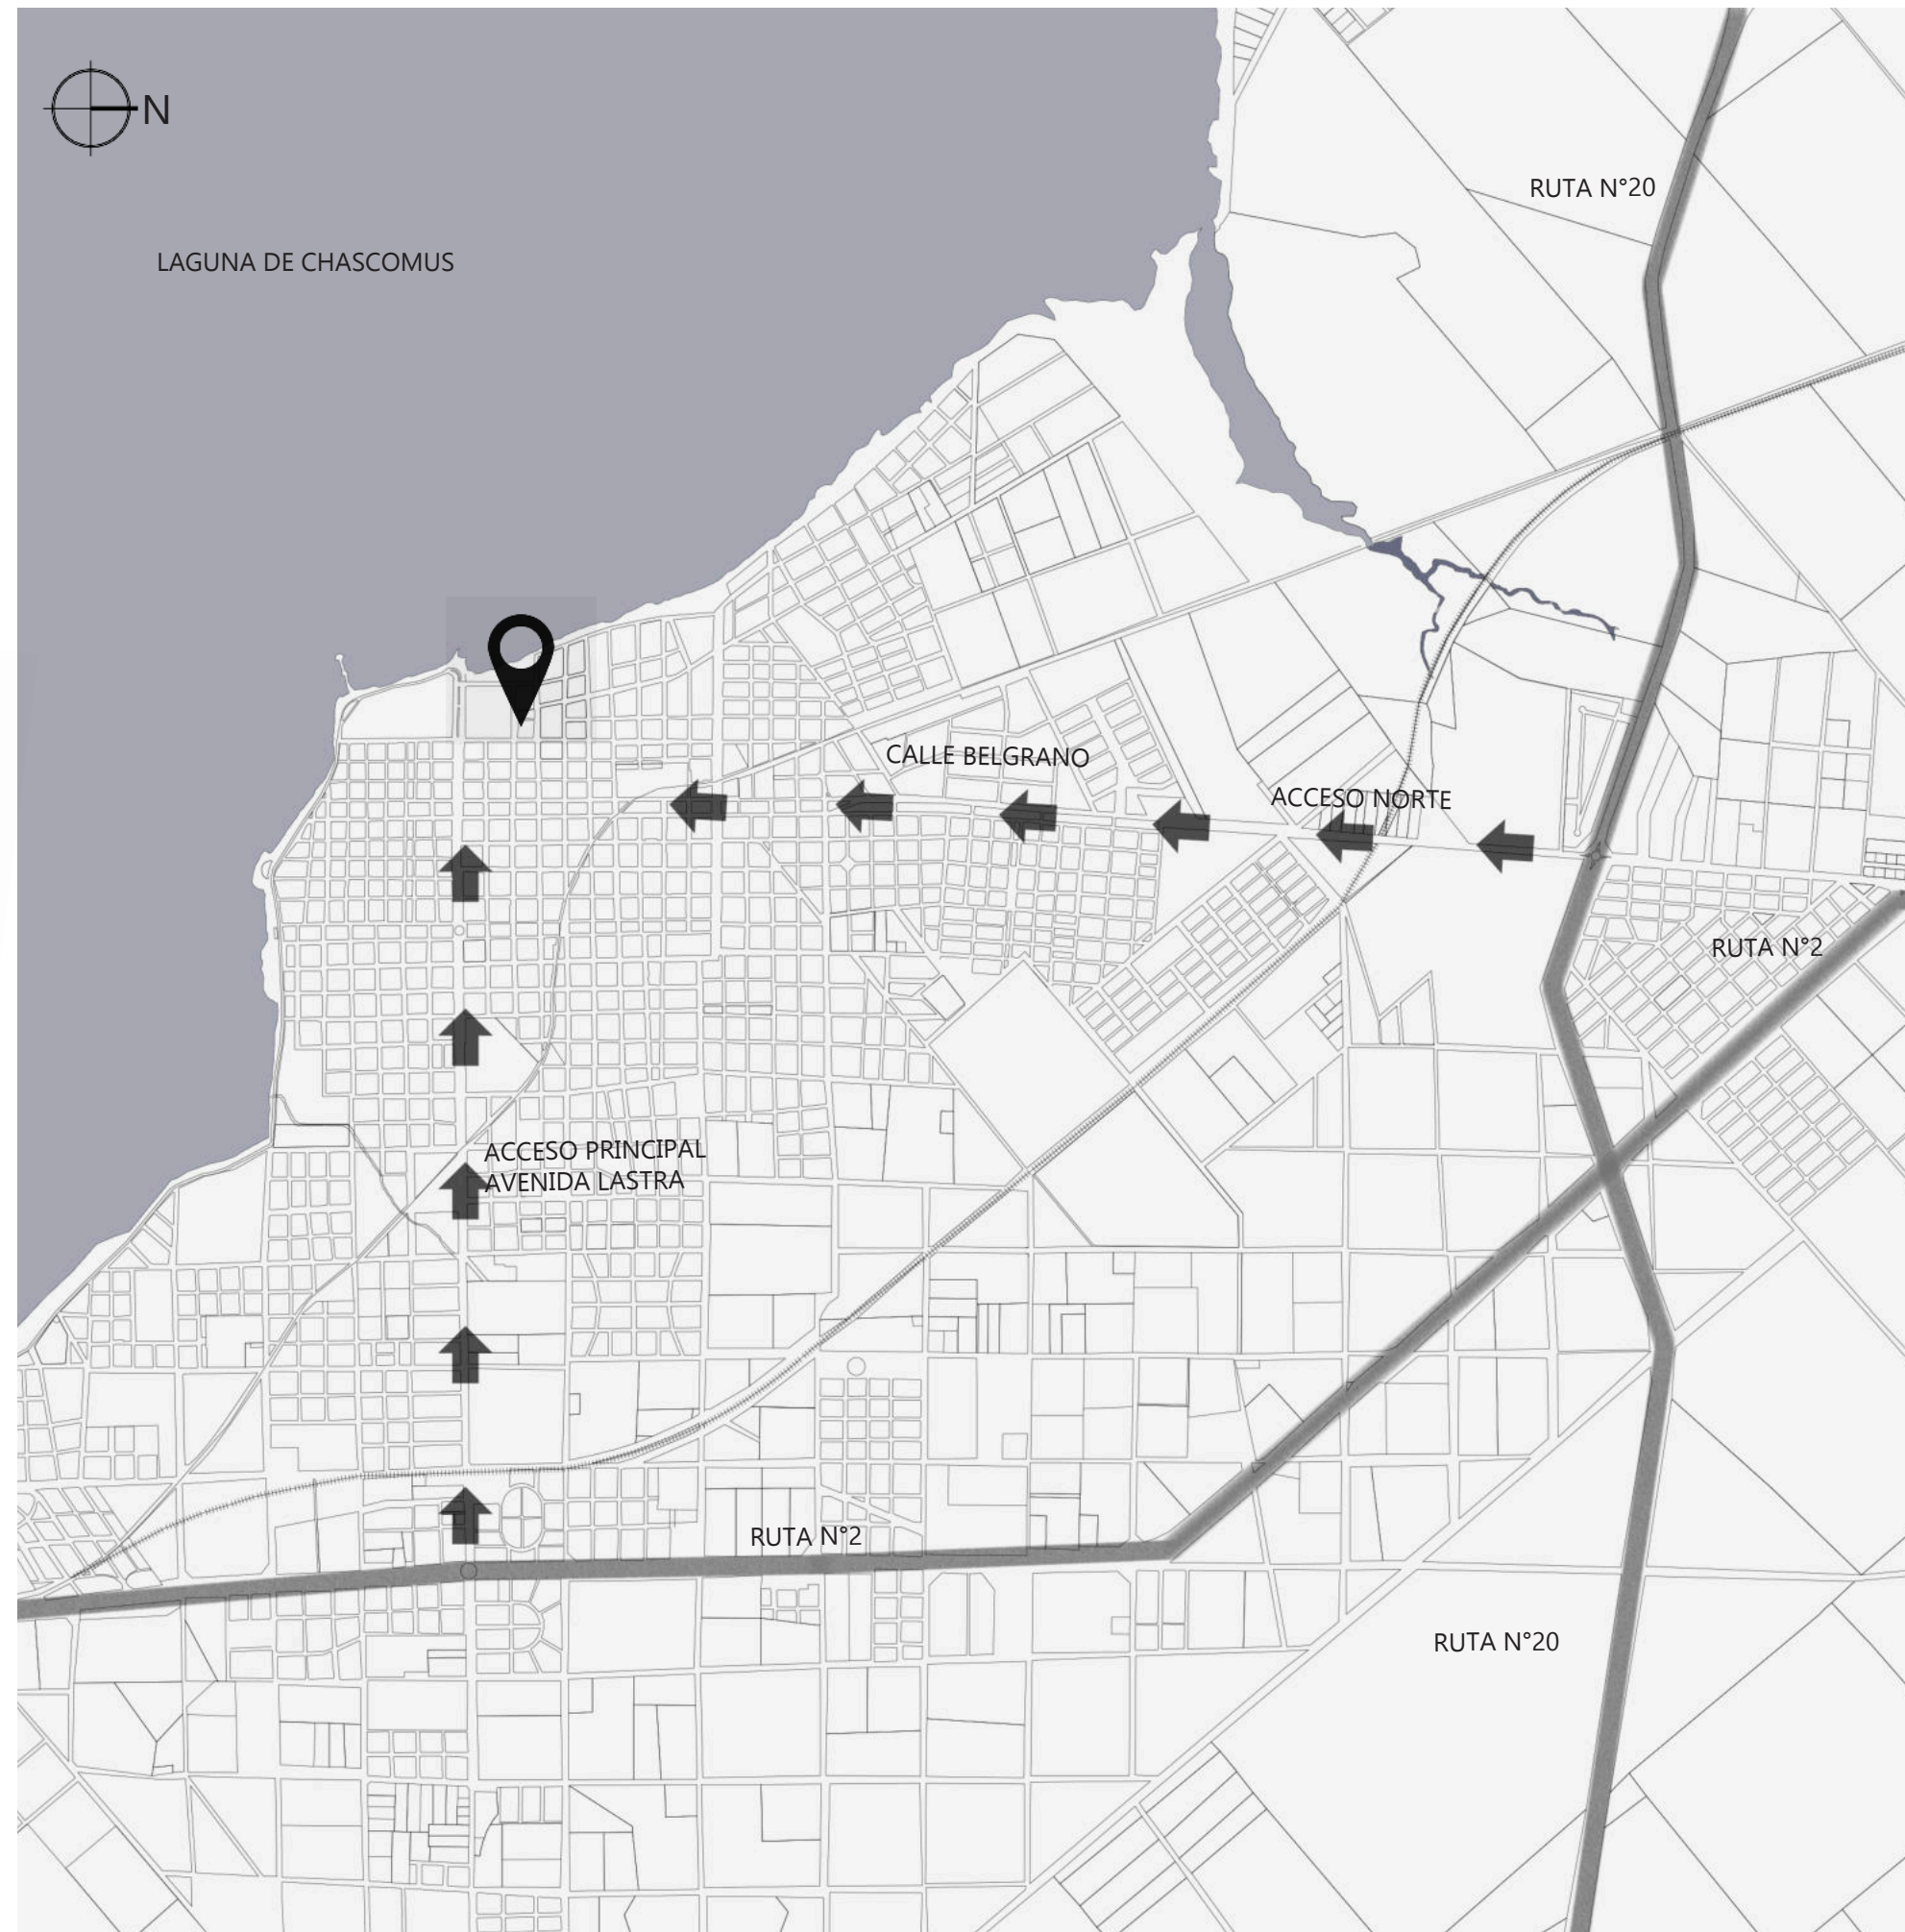 N
RUTA N°20
LAGUNA DE CHASCOMUS
CALLE BELGRANO
ACCESO NORTE
RUTA N°2
ACCESO PRINCIPAL
AVENIDA LASTRA
RUTA N°2
RUTA N°20